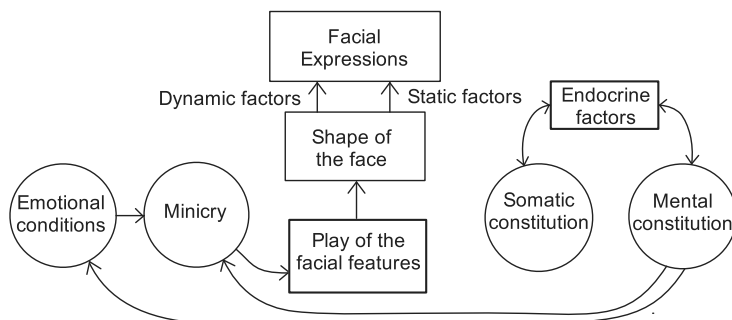 Facial
Expressions
Dynamic factors
Static factors
Endocrine
factors
Shape of
the face
Emotional
conditions
Minicry
Somatic
constitution
Mental
constitution
Play of the
facial features